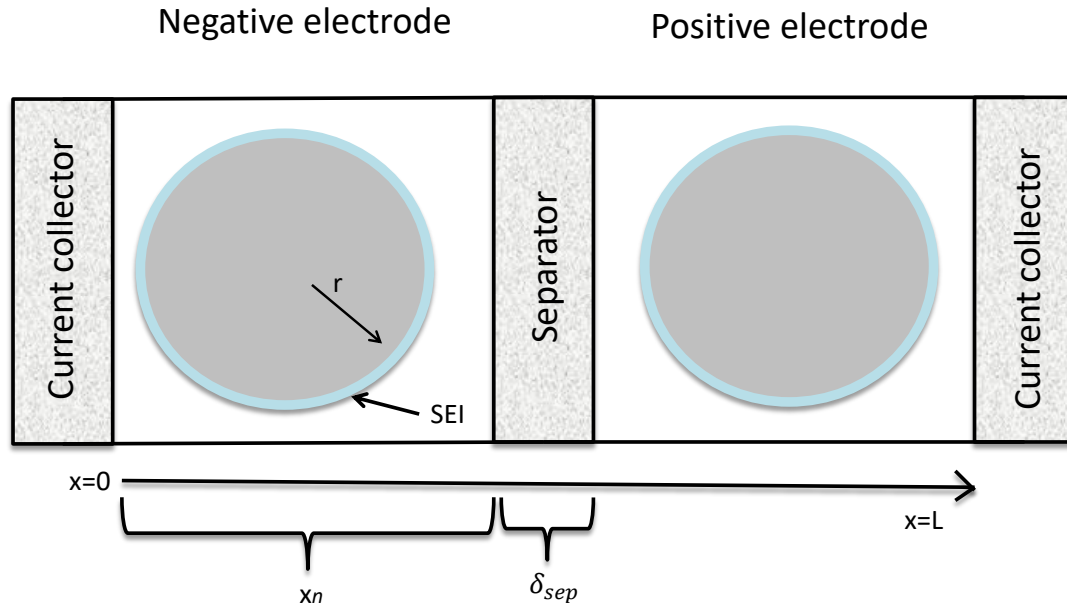 Negative electrode
Positive electrode
Current collector
r
SEI
Separator
Current collector
x=0
x=L
xn
δsep